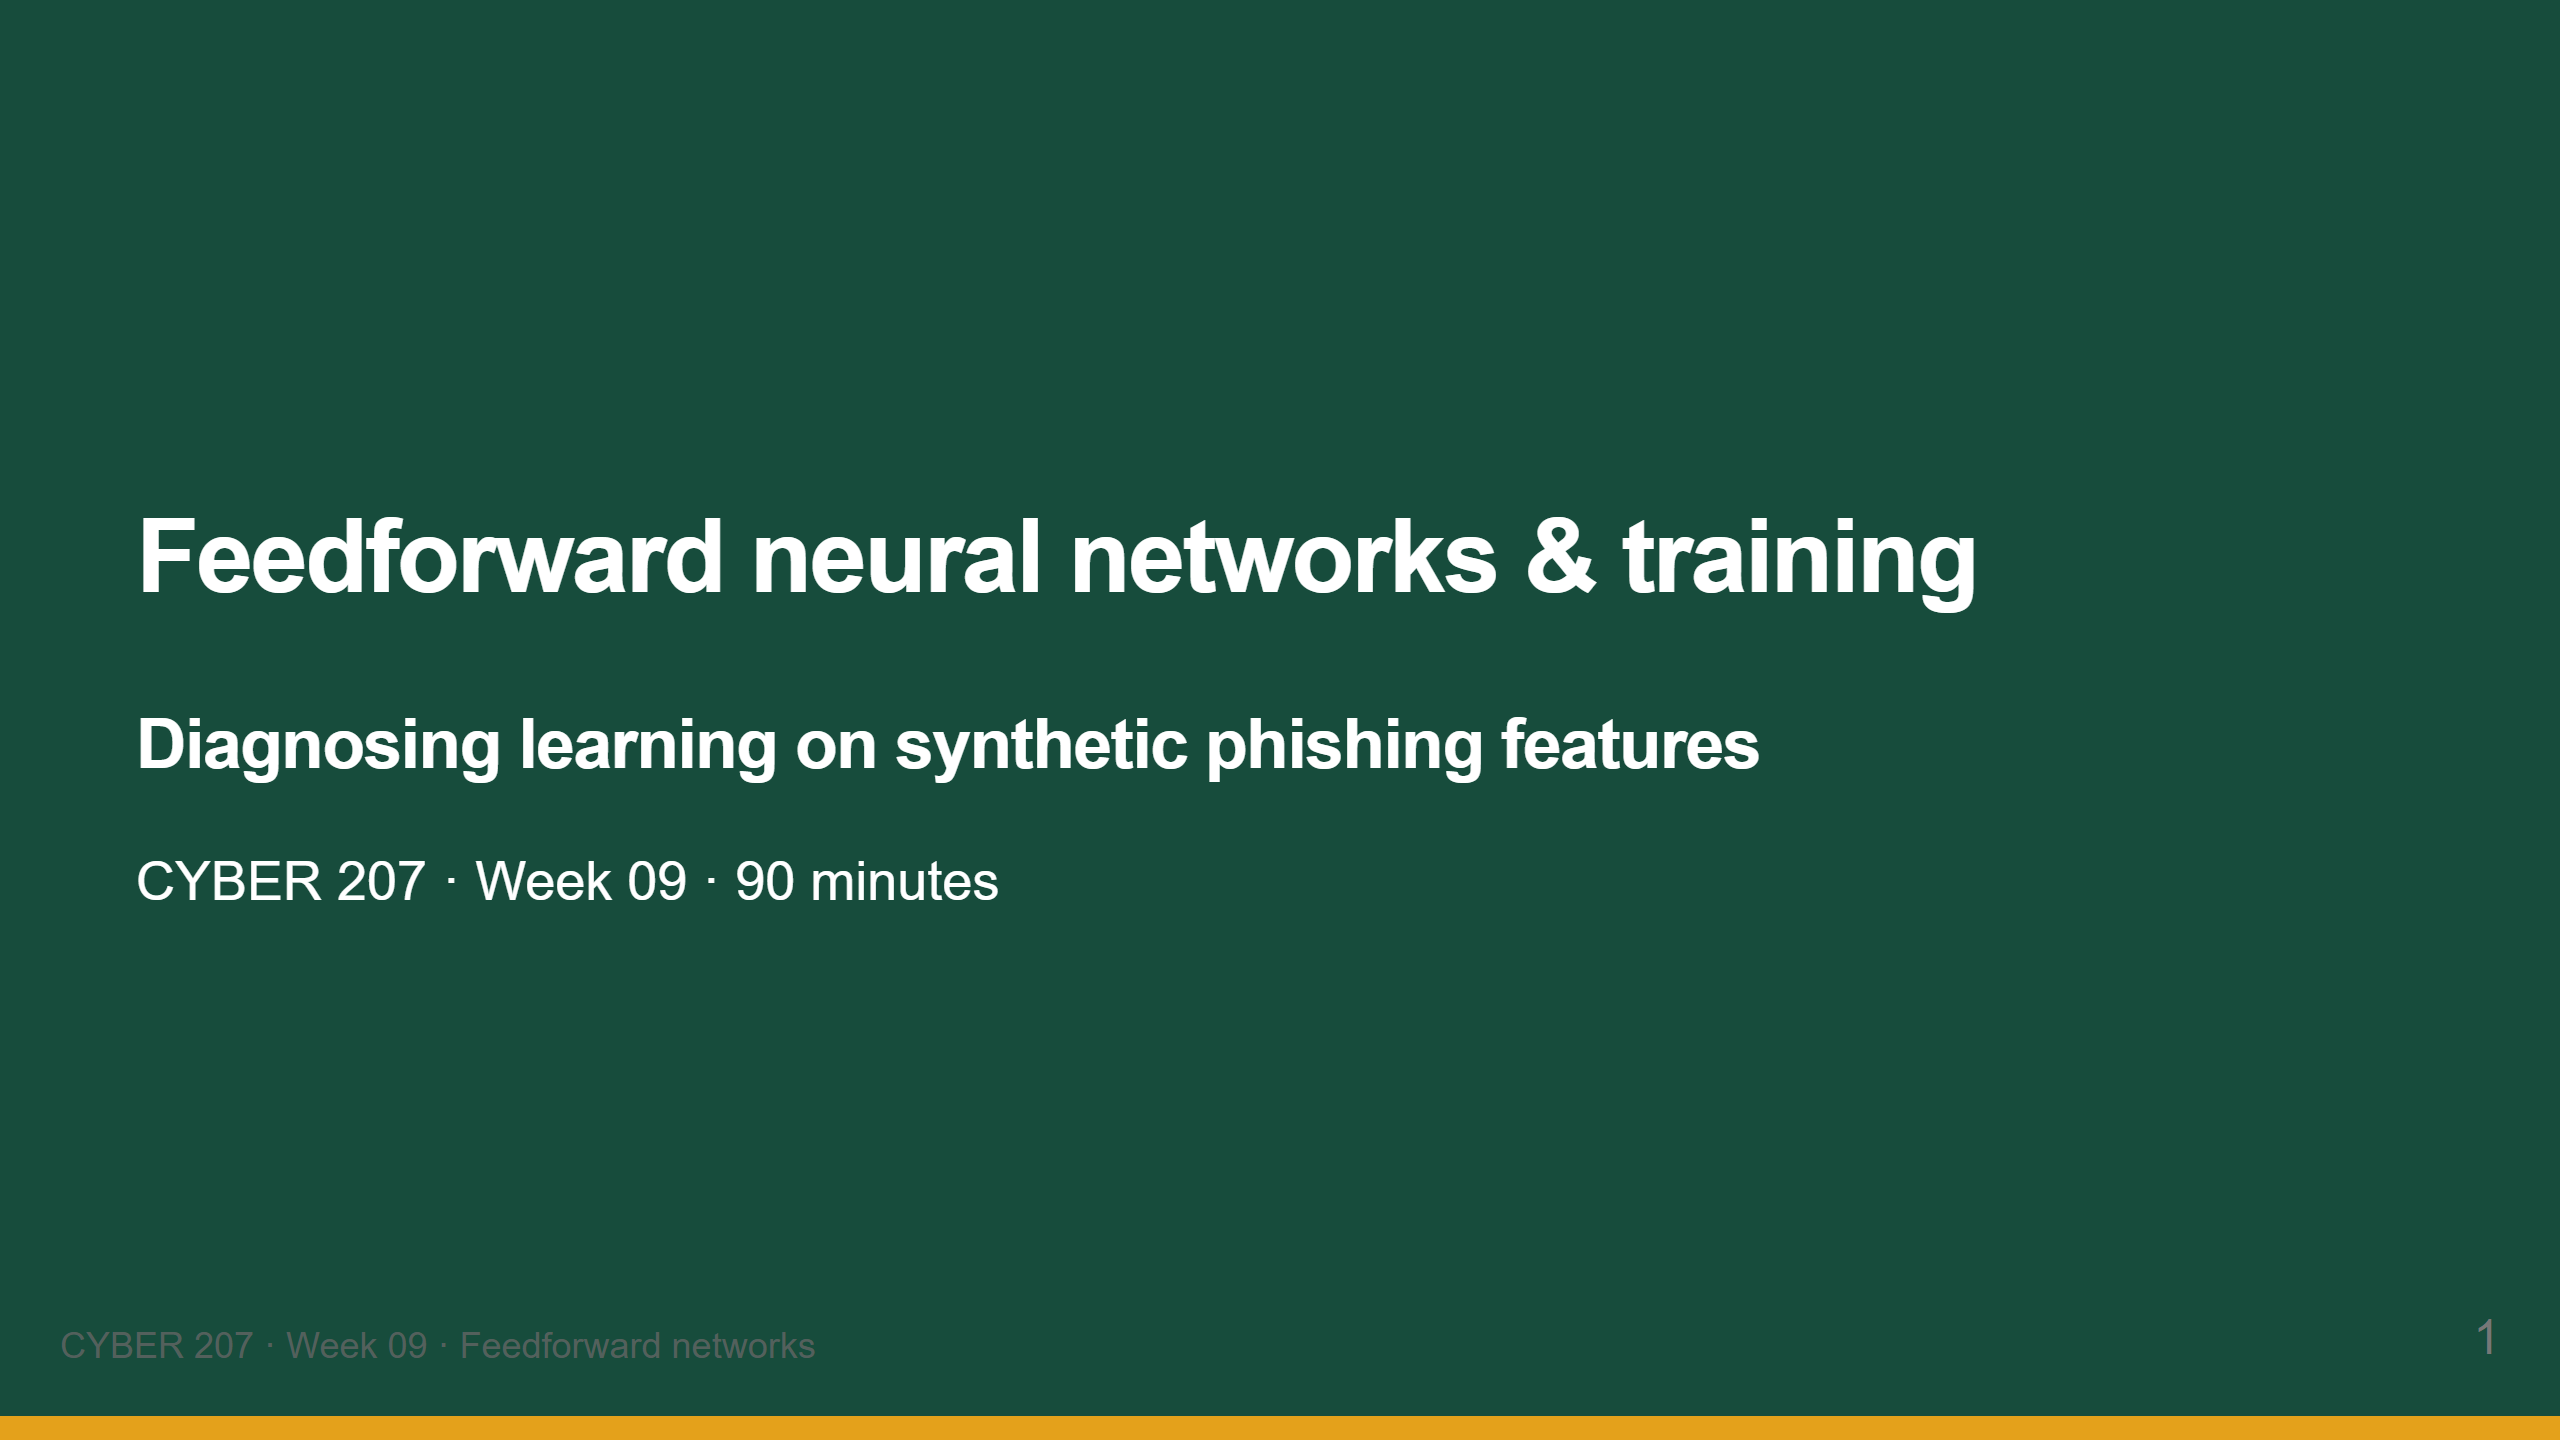 Feedforward neural networks & training
Diagnosing learning on synthetic phishing features
CYBER 207 · Week 09 · 90 minutes
CYBER 207 · Week 09 · Feedforward networks
1